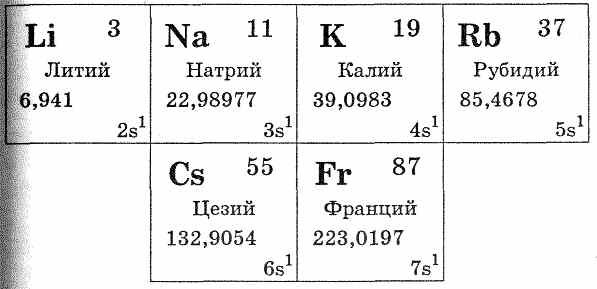 Li 3 Na 11 K 19 Rb 37
Литий Натрий Калий Рубидий
6,941 22,98977 39,0983 85,4678
2s¹ 3s¹ 4s¹ 5s¹
Cs 55 Fr 87
Цезий Франций
132,9054 223,0197
6s¹ 7s¹